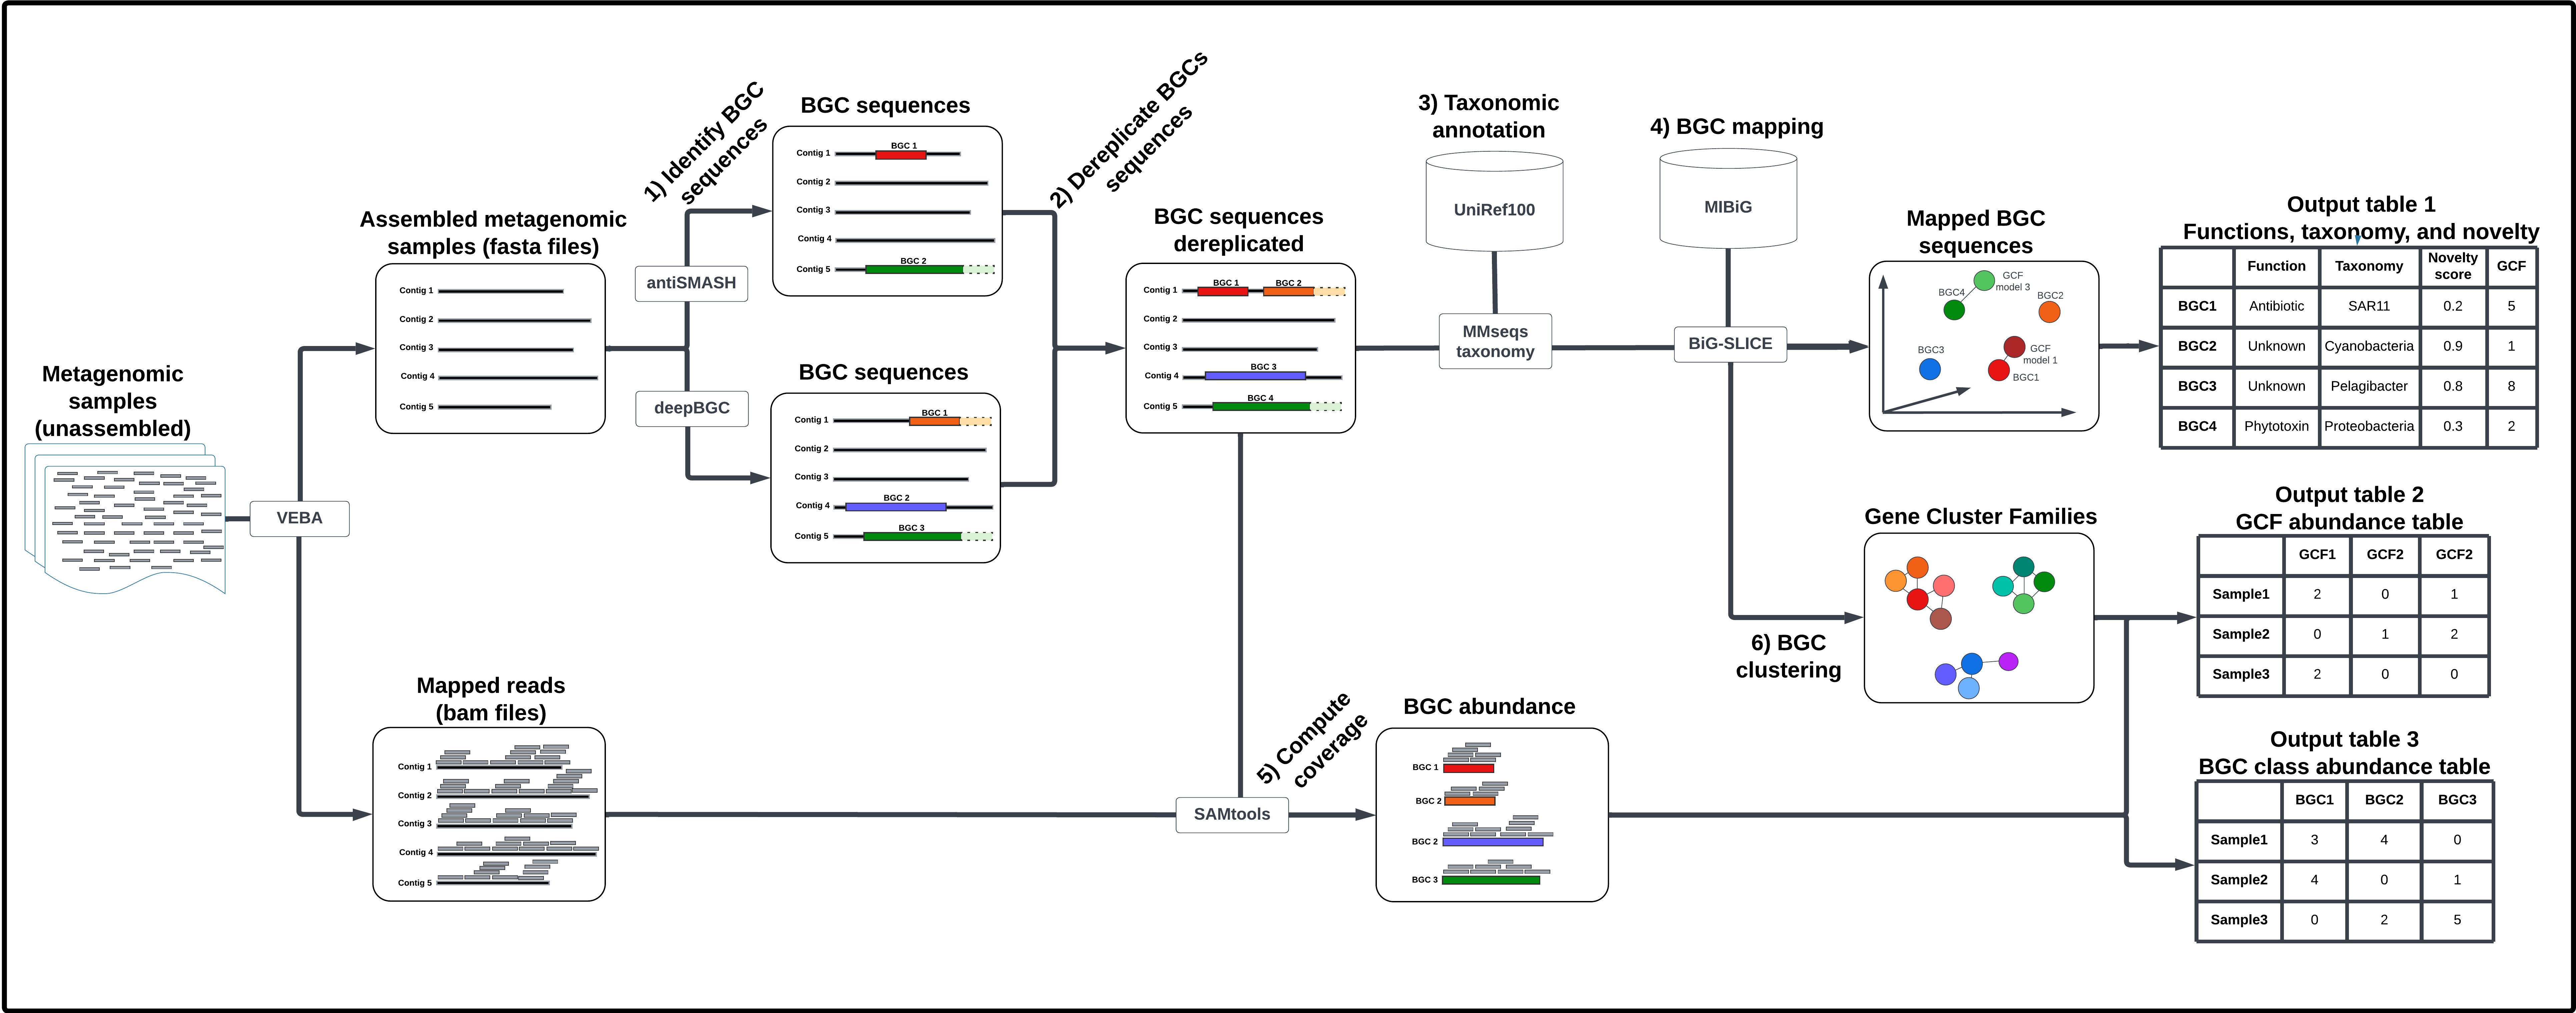 Metagenomic
samples
(unassembled)
VEBA
Assembled metagenomic
samples (fasta files)
Contig 1
Contig 2
Contig 3
Contig 4
Contig 5
Mapped reads
(bam files)
Contig 1
Contig 2
Contig 3
Contig 4
Contig 5
1) Identify BGC
sequences
antiSMASH
deepBGC
BGC sequences
BGC 1
Contig 1
Contig 2
Contig 3
Contig 4
BGC 2
Contig 5
BGC sequences
BGC 1
Contig 1
Contig 2
Contig 3
BGC 2
Contig 4
BGC 3
Contig 5
2) Dereplicate BGCs
sequences
BGC sequences
dereplicated
BGC 1 BGC 2
Contig 1
Contig 2
Contig 3
BGC 3
Contig 4
BGC 4
Contig 5
3) Taxonomic
annotation
UniRef100
MMseqs
taxonomy
4) BGC mapping
MIBiG
BiG-SLICE
SAMtools
5) Compute
coverage
BGC abundance
BGC 1
BGC 2
BGC 2
BGC 3
6) BGC
clustering
Mapped BGC
sequences
GCF
model 3
BGC4
BGC2
BGC3
GCF
model 1
BGC1
Gene Cluster Families
Output table 1
Functions, taxonomy, and novelty
Function Taxonomy Novelty score GCF
BGC1 Antibiotic SAR11 0.2 5
BGC2 Unknown Cyanobacteria 0.9 1
BGC3 Unknown Pelagibacter 0.8 8
BGC4 Phytotoxin Proteobacteria 0.3 2
Output table 2
GCF abundance table
GCF1 GCF2 GCF2
Sample1 2 0 1
Sample2 0 1 2
Sample3 2 0 0
Output table 3
BGC class abundance table
BGC1 BGC2 BGC3
Sample1 3 4 0
Sample2 4 0 1
Sample3 0 2 5